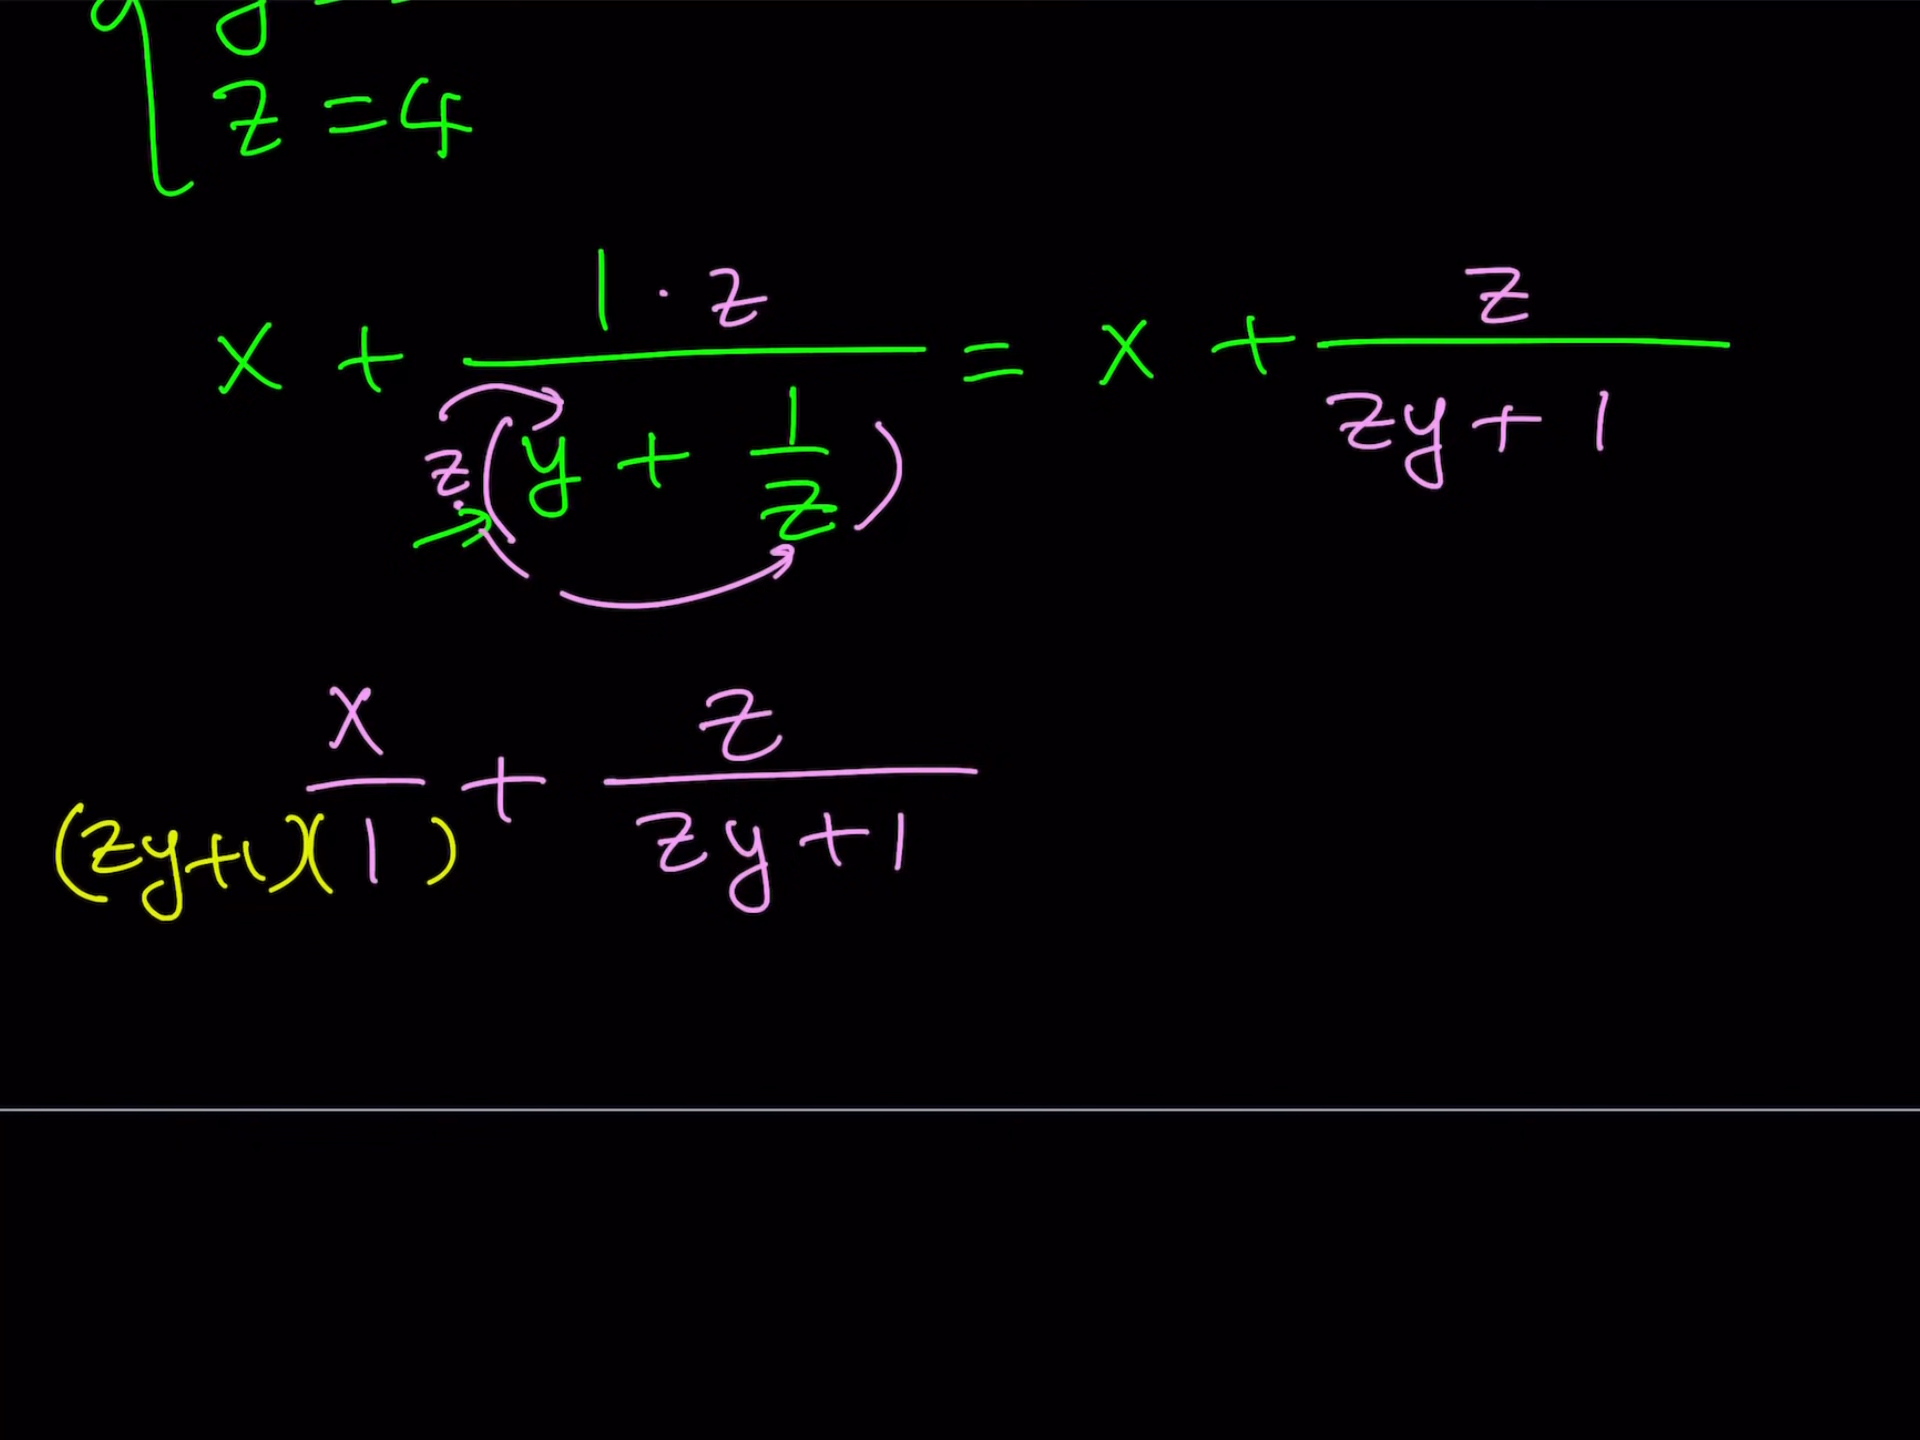 z = 4
x + 1 · z / z · (y + 1/z) = x + z / zy + 1
x / (zy+1)(1) + z / zy + 1